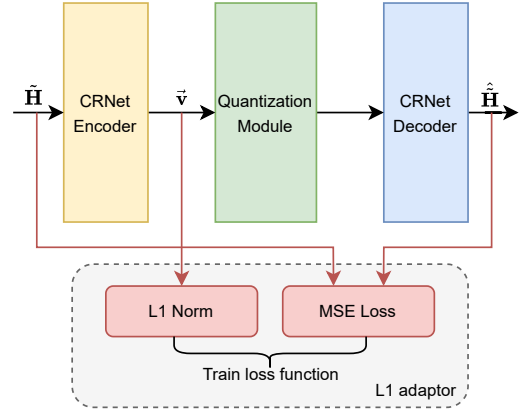 H̃
CRNet
Encoder
v⃗
Quantization
Module
CRNet
Decoder
H̃̂
L1 Norm
MSE Loss
Train loss function
L1 adaptor